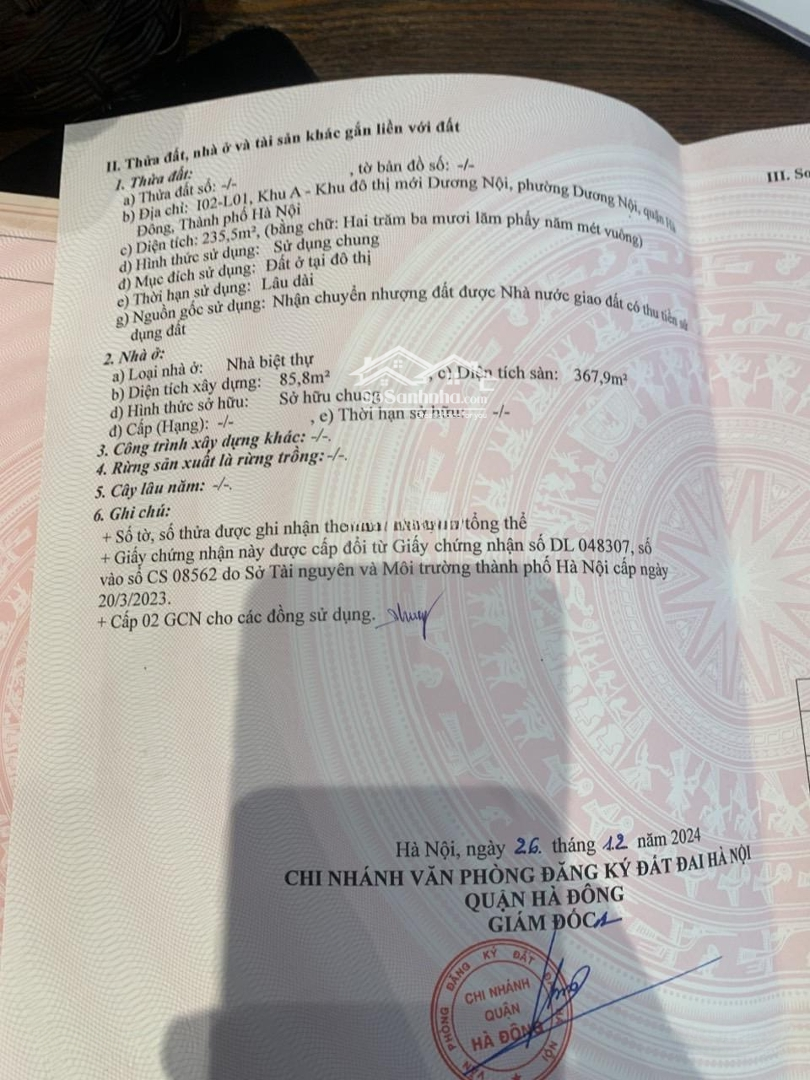 II. Thửa đất, nhà ở và tài sản khác gắn liền với đất
1. Thửa đất:
a) Thửa đất số: -/- , tờ bản đồ số: -/-
b) Địa chỉ: I02-L01, Khu A - Khu đô thị mới Dương Nội, phường Dương Nội, quận Hà
Đông, Thành phố Hà Nội
c) Diện tích: 235,5m², (bằng chữ: Hai trăm ba mươi lăm phẩy năm mét vuông)
d) Hình thức sử dụng: Sử dụng chung
đ) Mục đích sử dụng: Đất ở tại đô thị
e) Thời hạn sử dụng: Lâu dài
g) Nguồn gốc sử dụng: Nhận chuyển nhượng đất được Nhà nước giao đất có thu tiền sử
dụng đất
2. Nhà ở:
a) Loại nhà ở: Nhà biệt thự
b) Diện tích xây dựng: 85,8m² , c) Diện tích sàn: 367,9m²
d) Hình thức sở hữu: Sở hữu chung
đ) Cấp (Hạng): -/- , e) Thời hạn sở hữu: -/-
3. Công trình xây dựng khác: -/-.
4. Rừng sản xuất là rừng trồng: -/-.
5. Cây lâu năm: -/-.
6. Ghi chú:
+ Số tờ, số thửa được ghi nhận tổng thể
+ Giấy chứng nhận này được cấp đổi từ Giấy chứng nhận số DL 048307, số
vào sổ CS 08562 do Sở Tài nguyên và Môi trường thành phố Hà Nội cấp ngày
20/3/2023.
+ Cấp 02 GCN cho các đồng sử dụng.
Hà Nội, ngày 26. tháng 12 năm 2024
CHI NHÁNH VĂN PHÒNG ĐĂNG KÝ ĐẤT ĐAI HÀ NỘI
QUẬN HÀ ĐÔNG
GIÁM ĐỐC
VĂN PHÒNG ĐĂNG KÝ ĐẤT NỘI
CHI NHÁNH
QUẬN
HÀ ĐÔNG
III. Sơ